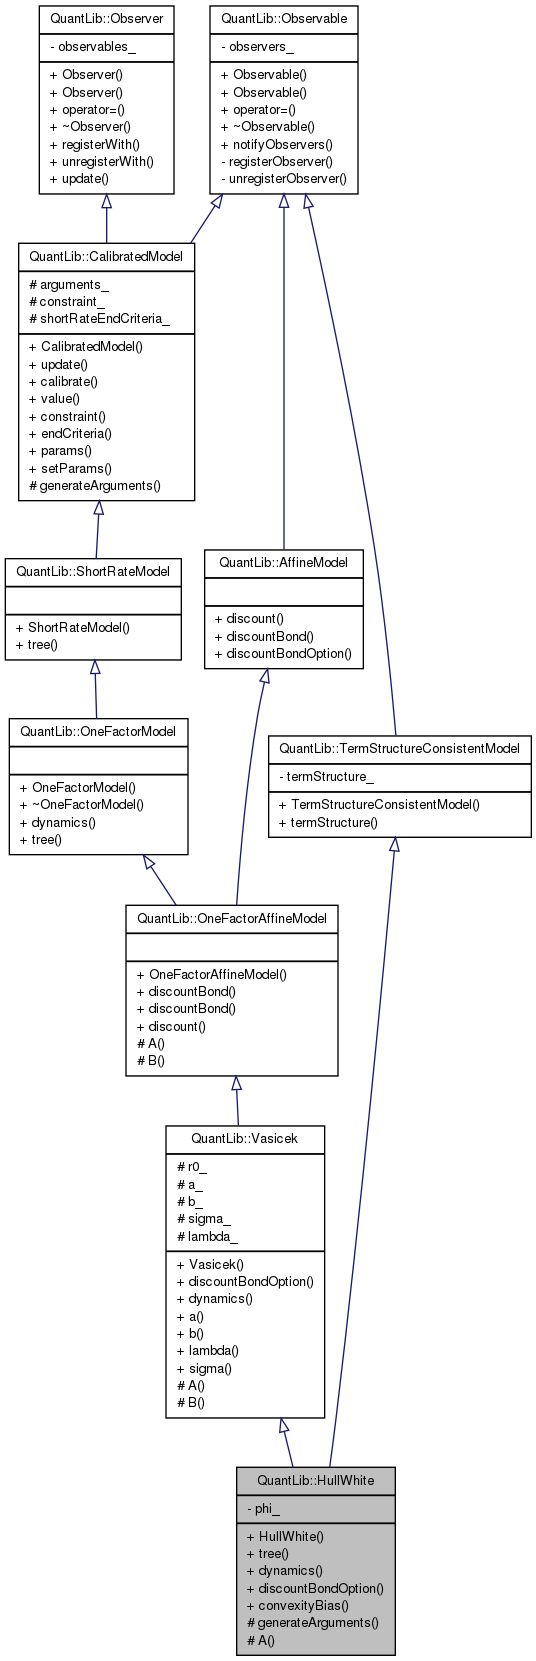 QuantLib::Observer
- observables_
+ Observer()
+ Observer()
+ operator=()
+ ~Observer()
+ registerWith()
+ unregisterWith()
+ update()
QuantLib::Observable
- observers_
+ Observable()
+ Observable()
+ operator=()
+ ~Observable()
+ notifyObservers()
- registerObserver()
- unregisterObserver()
QuantLib::CalibratedModel
# arguments_
# constraint_
# shortRateEndCriteria_
+ CalibratedModel()
+ update()
+ calibrate()
+ value()
+ constraint()
+ endCriteria()
+ params()
+ setParams()
# generateArguments()
QuantLib::ShortRateModel
+ ShortRateModel()
+ tree()
QuantLib::AffineModel
+ discount()
+ discountBond()
+ discountBondOption()
QuantLib::OneFactorModel
+ OneFactorModel()
+ ~OneFactorModel()
+ dynamics()
+ tree()
QuantLib::TermStructureConsistentModel
- termStructure_
+ TermStructureConsistentModel()
+ termStructure()
QuantLib::OneFactorAffineModel
+ OneFactorAffineModel()
+ discountBond()
+ discountBond()
+ discount()
# A()
# B()
QuantLib::Vasicek
# r0_
# a_
# b_
# sigma_
# lambda_
+ Vasicek()
+ discountBondOption()
+ dynamics()
+ a()
+ b()
+ lambda()
+ sigma()
# A()
# B()
QuantLib::HullWhite
- phi_
+ HullWhite()
+ tree()
+ dynamics()
+ discountBondOption()
+ convexityBias()
# generateArguments()
# A()